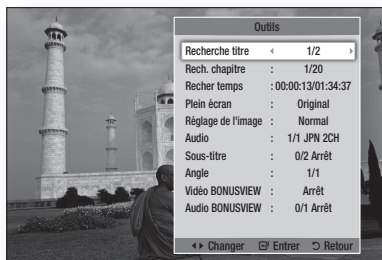 Outils
Recherche titre ◄ 1/2 ►
Rech. chapitre : 1/20
Recher temps : 00:00:13/01:34:37
Plein écran : Original
Réglage de l'image : Normal
Audio : 1/1 JPN 2CH
Sous-titre : 0/2 Arrêt
Angle : 1/1
Vidéo BONUSVIEW : Arrêt
Audio BONUSVIEW : 0/1 Arrêt
◄► Changer Entrer Retour